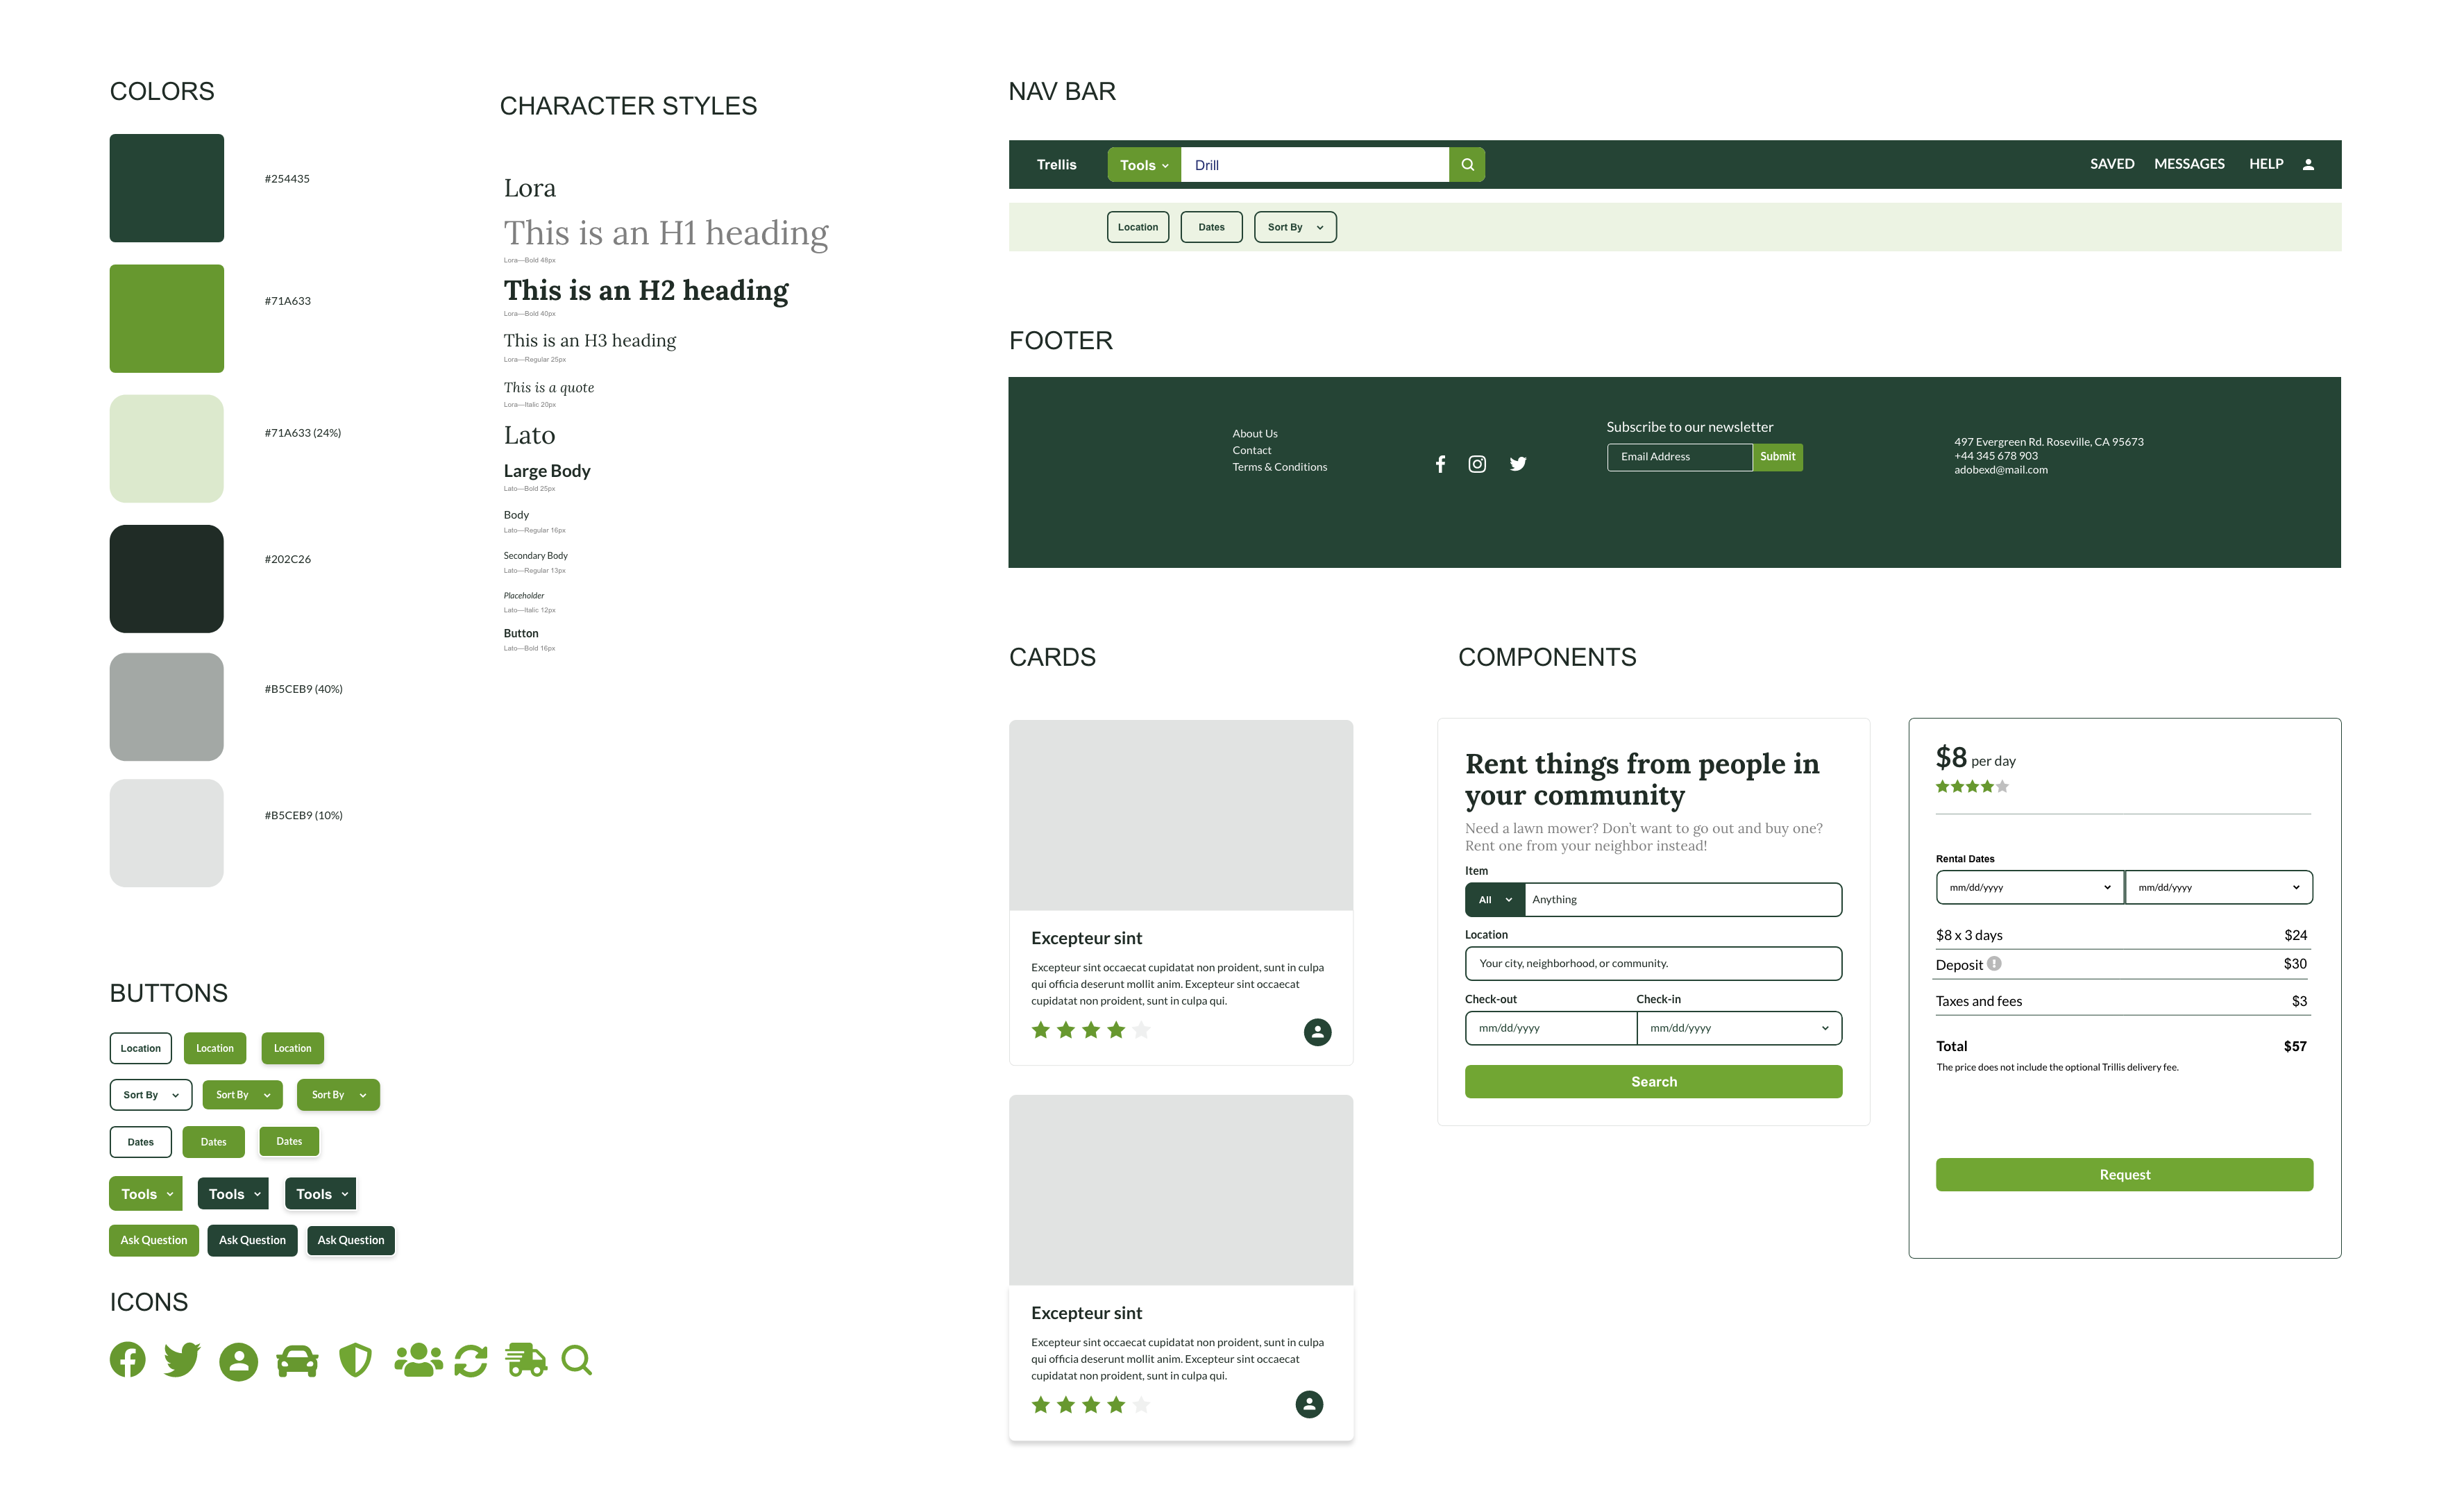 COLORS
#254435
#71A633
#71A633 (24%)
#202C26
#B5CEB9 (40%)
#B5CEB9 (10%)
CHARACTER STYLES
Lora
This is an H1 heading
Lora—Bold 48px
This is an H2 heading
Lora—Bold 40px
This is an H3 heading
Lora—Regular 25px
This is a quote
Lora—Italic 20px
Lato
Large Body
Lato—Bold 25px
Body
Lato—Regular 16px
Secondary Body
Lato—Regular 13px
Placeholder
Lato—Italic 12px
Button
Lato—Bold 16px
BUTTONS
Location Location Location
Sort By Sort By Sort By
Dates Dates Dates
Tools Tools Tools
Ask Question Ask Question Ask Question
ICONS
NAV BAR
Trellis Tools Drill SAVED MESSAGES HELP
Location Dates Sort By
FOOTER
About Us
Contact
Terms & Conditions
Subscribe to our newsletter
Email Address Submit
497 Evergreen Rd. Roseville, CA 95673
+44 345 678 903
adobexd@mail.com
CARDS
Excepteur sint
Excepteur sint occaecat cupidatat non proident, sunt in culpa
qui officia deserunt mollit anim. Excepteur sint occaecat
cupidatat non proident, sunt in culpa qui.
Excepteur sint
Excepteur sint occaecat cupidatat non proident, sunt in culpa
qui officia deserunt mollit anim. Excepteur sint occaecat
cupidatat non proident, sunt in culpa qui.
COMPONENTS
Rent things from people in
your community
Need a lawn mower? Don’t want to go out and buy one?
Rent one from your neighbor instead!
Item
All Anything
Location
Your city, neighborhood, or community.
Check-out Check-in
mm/dd/yyyy mm/dd/yyyy
Search
$8 per day
Rental Dates
mm/dd/yyyy mm/dd/yyyy
$8 x 3 days $24
Deposit $30
Taxes and fees $3
Total $57
The price does not include the optional Trillis delivery fee.
Request